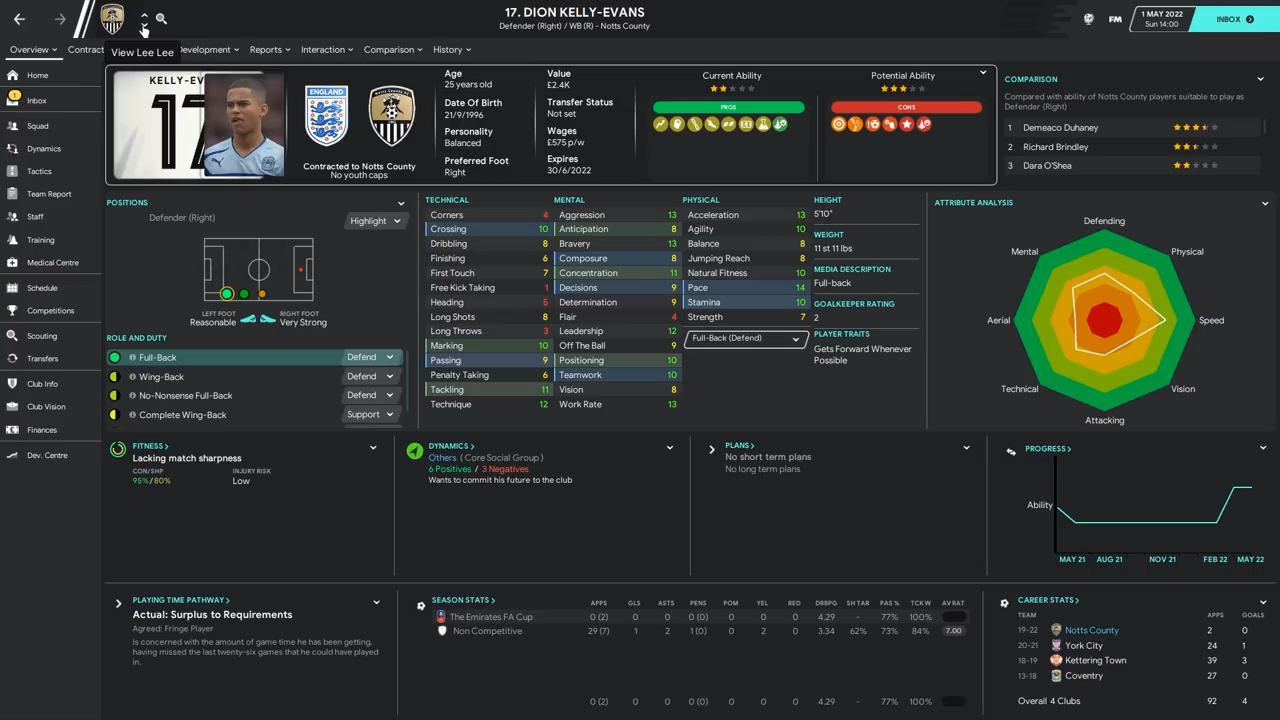 17. DION KELLY-EVANS
Defender (Right) / WB (R) - Notts County
1 MAY 2022
Sun 14:00
INBOX
FM
Overview
Contract
Development
Reports
Interaction
Comparison
History
View Lee Lee
Home
Inbox
1
Squad
Dynamics
Tactics
Team Report
Staff
Training
Medical Centre
Schedule
Competitions
Scouting
Transfers
Club Info
Club Vision
Finances
Dev. Centre
KELLY-EV
17
ENGLAND
Contracted to Notts County
No youth caps
Age
25 years old
Date Of Birth
21/9/1996
Personality
Balanced
Preferred Foot
Right
Value
£2.4K
Transfer Status
Not set
Wages
£575 p/w
Expires
30/6/2022
Current Ability
PROS
Potential Ability
CONS
COMPARISON
Compared with ability of Notts County players suitable to play as
Defender (Right)
1 Demeaco Duhaney
2 Richard Brindley
3 Dara O'Shea
POSITIONS
Defender (Right)
Highlight
LEFT FOOT
Reasonable
RIGHT FOOT
Very Strong
ROLE AND DUTY
Full-Back Defend
Wing-Back Defend
No-Nonsense Full-Back Defend
Complete Wing-Back Support
TECHNICAL
Corners 4
Crossing 10
Dribbling 8
Finishing 6
First Touch 7
Free Kick Taking 1
Heading 5
Long Shots 8
Long Throws 3
Marking 10
Passing 9
Penalty Taking 6
Tackling 11
Technique 12
MENTAL
Aggression 13
Anticipation 8
Bravery 13
Composure 8
Concentration 11
Decisions 9
Determination 9
Flair 4
Leadership 12
Off The Ball 9
Positioning 10
Teamwork 10
Vision 8
Work Rate 13
PHYSICAL
Acceleration 13
Agility 10
Balance 8
Jumping Reach 8
Natural Fitness 10
Pace 14
Stamina 10
Strength 7
Full-Back (Defend)
HEIGHT
5'10"
WEIGHT
11 st 11 lbs
MEDIA DESCRIPTION
Full-back
GOALKEEPER RATING
2
PLAYER TRAITS
Gets Forward Whenever
Possible
ATTRIBUTE ANALYSIS
Defending
Physical
Speed
Vision
Attacking
Technical
Aerial
Mental
FITNESS
Lacking match sharpness
CON/SHP
95%/80%
INJURY RISK
Low
DYNAMICS
Others ( Core Social Group )
6 Positives / 3 Negatives
Wants to commit his future to the club
PLANS
No short term plans
No long term plans
PROGRESS
Ability
MAY 21 AUG 21 NOV 21 FEB 22 MAY 22
PLAYING TIME PATHWAY
Actual: Surplus to Requirements
Agreed: Fringe Player
Is concerned with the amount of game time he has been getting,
having missed the last twenty-six games that he could have played
in.
SEASON STATS APPS GLS ASTS PENS POM YEL RED DRBPG SH TAR PAS % TCK W AV RAT
The Emirates FA Cup 0 (2) 0 0 0 (0) 0 0 0 4.29 - 77% 100%
Non Competitive 29 (7) 1 2 1 (0) 0 2 0 3.34 62% 73% 84% 7.00
0 (2) 0 0 0 (0) 0 0 0 4.29 - 77% 100%
CAREER STATS
TEAM APPS GOALS
19-22 Notts County 2 0
20-21 York City 24 1
18-19 Kettering Town 39 3
13-18 Coventry 27 0
Overall 4 Clubs 92 4